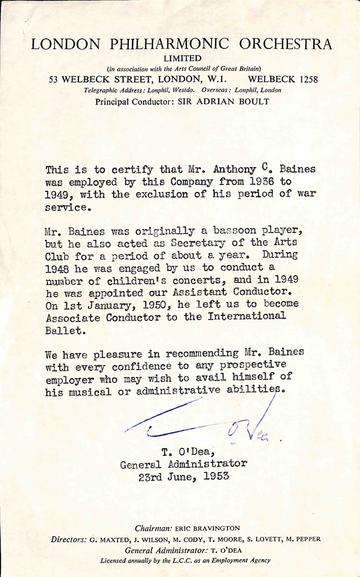 LONDON PHILHARMONIC ORCHESTRA
LIMITED
(in association with the Arts Council of Great Britain)
53 WELBECK STREET, LONDON, W.1. WELBECK 1258
Telegraphic Address: Lonphil, Westdo. Overseas: Lonphil, London
Principal Conductor: SIR ADRIAN BOULT
This is to certify that Mr. Anthony C. Baines
was employed by this Company from 1936 to
1949, with the exclusion of his period of war
service.
Mr. Baines was originally a bassoon player,
but he also acted as Secretary of the Arts
Club for a period of about a year. During
1948 he was engaged by us to conduct a
number of children's concerts, and in 1949
he was appointed our Assistant Conductor.
On 1st January, 1950, he left us to become
Associate Conductor to the International
Ballet.
We have pleasure in recommending Mr. Baines
with every confidence to any prospective
employer who may wish to avail himself of
his musical or administrative abilities.
T. O'Dea.
T. O'Dea,
General Administrator
23rd June, 1953
Chairman: ERIC BRAVINGTON
Directors: G. MAXTED, J. WILSON, M. CODY, T. MOORE, S. LOVETT, M. PEPPER
General Administrator: T. O'DEA
Licensed annually by the L.C.C. as an Employment Agency